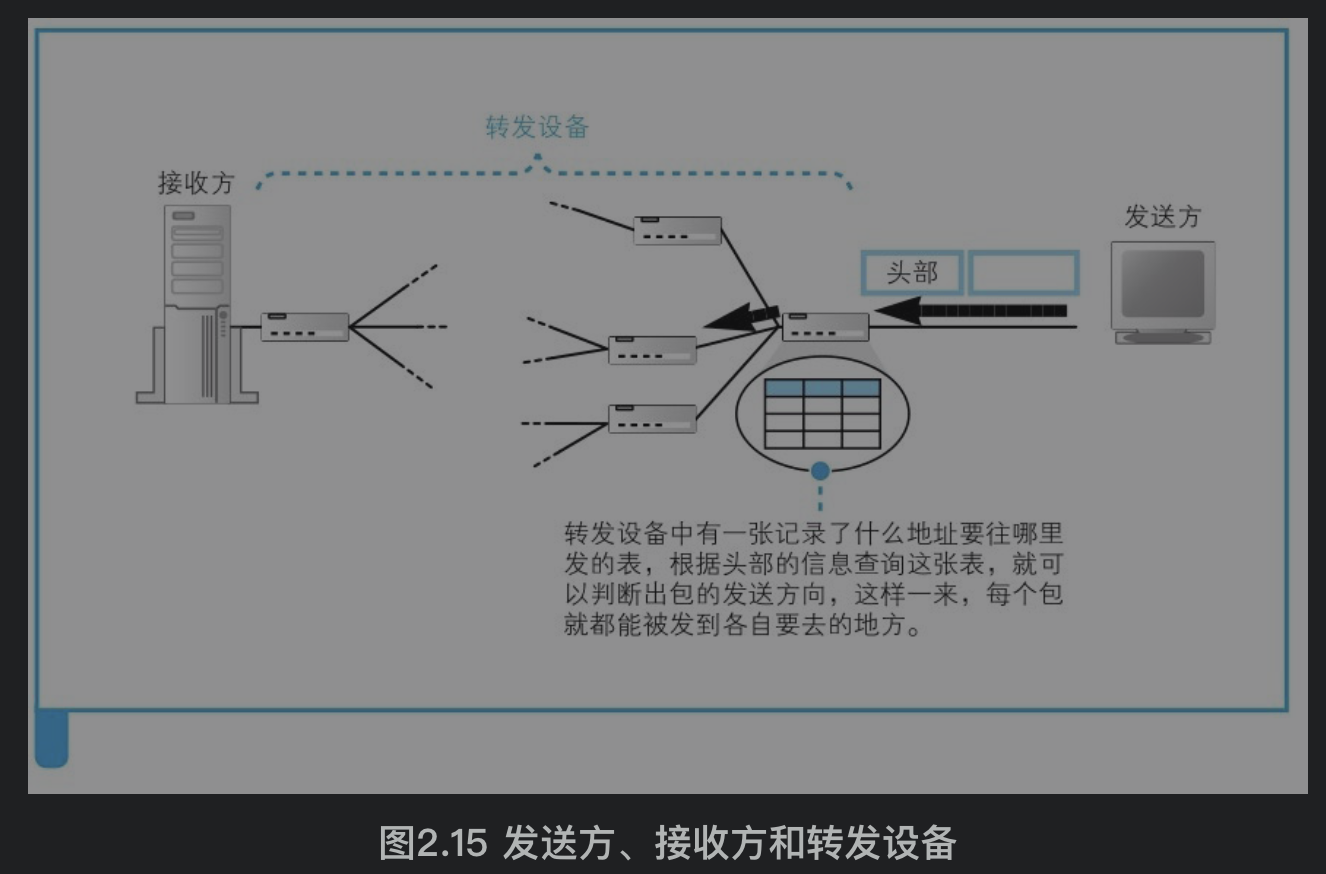 转发设备
接收方
发送方
头部
转发设备中有一张记录了什么地址要往哪里
发的表，根据头部的信息查询这张表，就可
以判断出包的发送方向，这样一来，每个包
就都能被发到各自要去的地方。
图2.15 发送方、接收方和转发设备